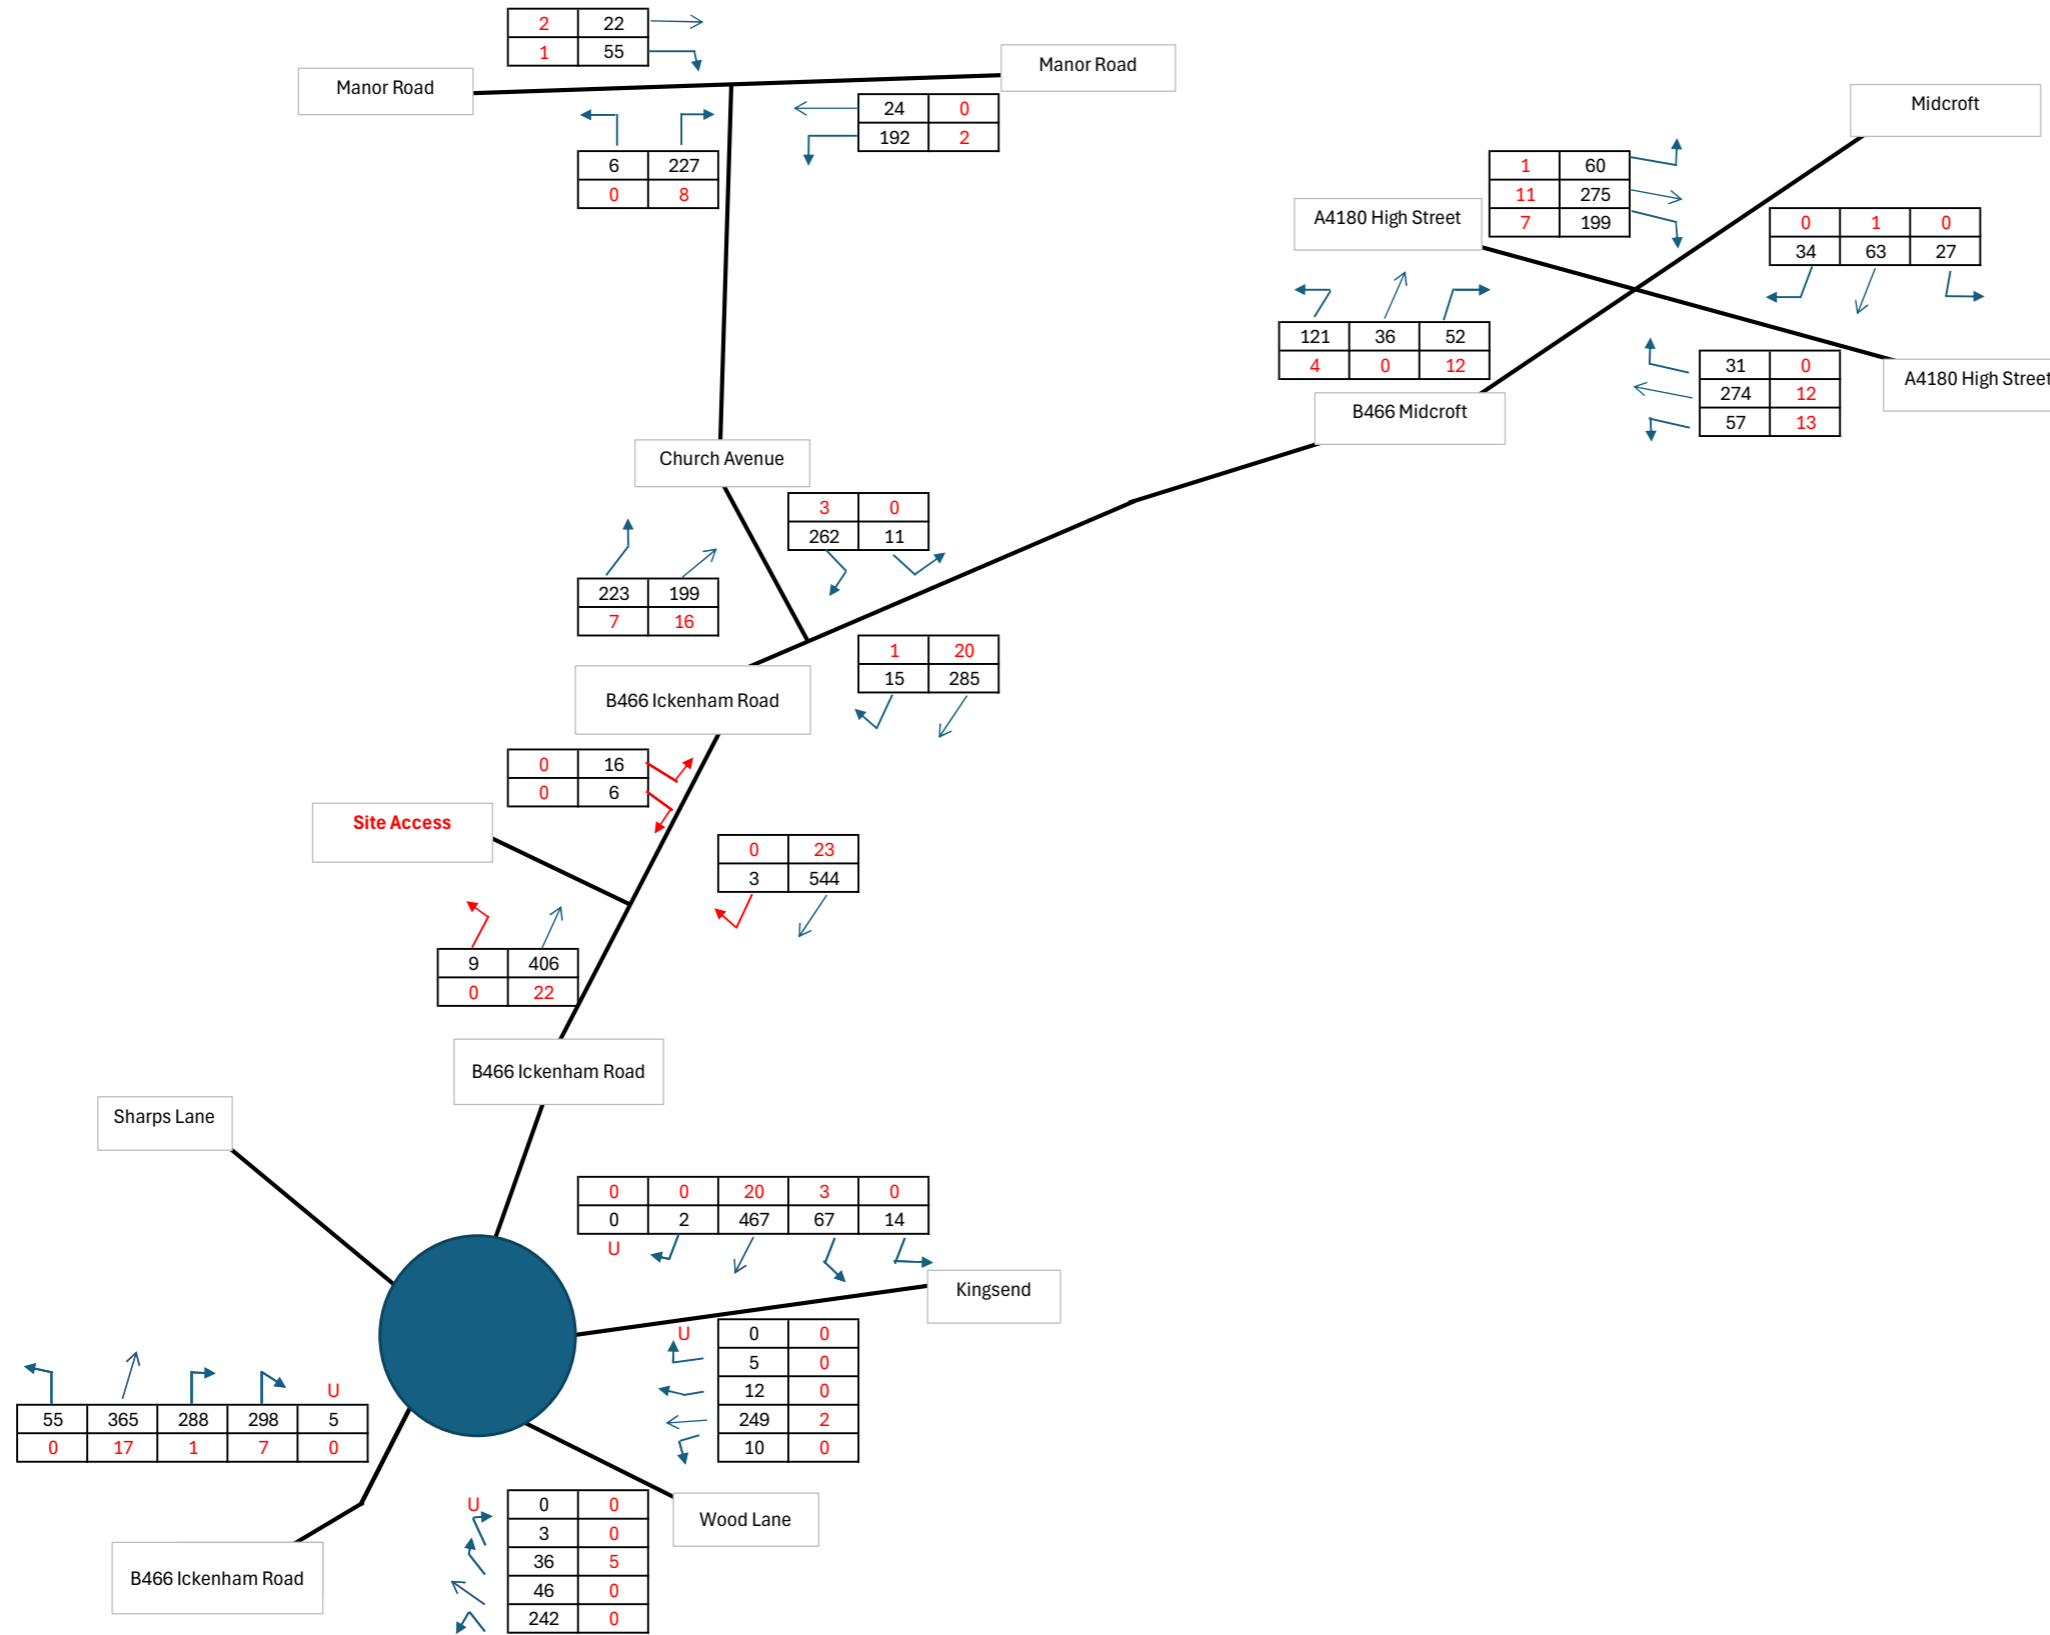 2 22
1 55
Manor Road
Manor Road
24 0
192 2
6 227
0 8
Midcroft
1 60
11 275
7 199
A4180 High Street
0 1 0
34 63 27
121 36 52
4 0 12
31 0
274 12
57 13
A4180 High Street
B466 Midcroft
Church Avenue
3 0
262 11
223 199
7 16
1 20
15 285
B466 Ickenham Road
0 16
0 6
Site Access
0 23
3 544
9 406
0 22
B466 Ickenham Road
Sharps Lane
0 0 20 3 0
0 2 467 67 14
U
Kingsend
U 0 0
5 0
12 0
249 2
10 0
U
55 365 288 298 5
0 17 1 7 0
U 0 0
3 0
36 5
46 0
242 0
Wood Lane
B466 Ickenham Road